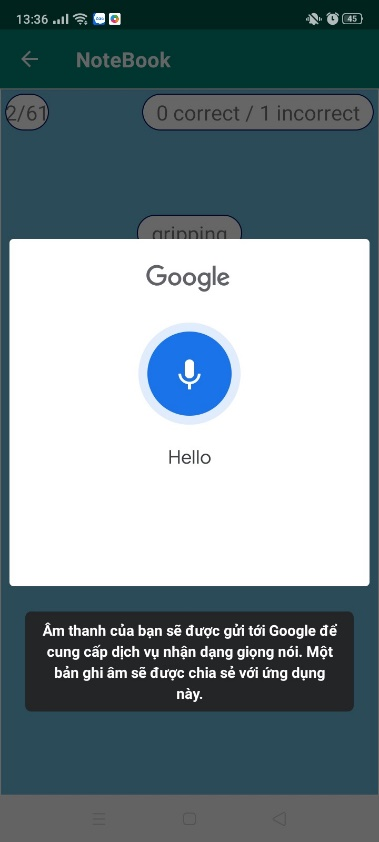 13:36
45
NoteBook
2/61
0 correct / 1 incorrect
gripping
Google
Hello
Âm thanh của bạn sẽ được gửi tới Google để
cung cấp dịch vụ nhận dạng giọng nói. Một
bản ghi âm sẽ được chia sẻ với ứng dụng
này.